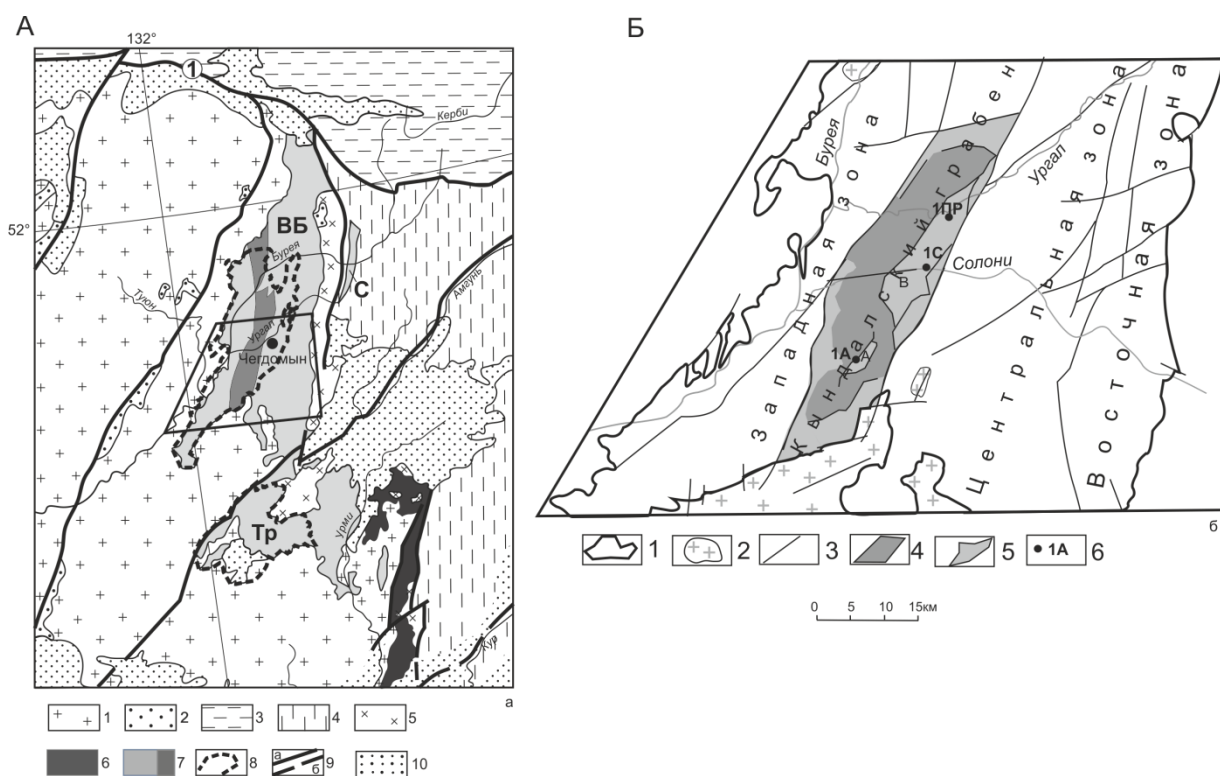 А
132°
1
Керби
52°
ВБ
Бурея
Туюн
С
Амгунь
Ургал
Чегдомын
Тр
Урми
Кур
а
1
2
3
4
5
6
7
8
а
б
9
10
Б
Бурея
Ургал
Солони
Западная зона
Кындалский грабен
Центральная зона
Восточная зона
1ПР
1С
В
1А
А
б
1
2
3
4
5
1А
6
0 5 10 15км